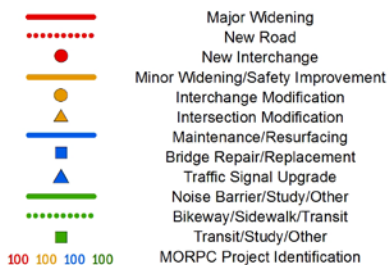 Major Widening
New Road
New Interchange
Minor Widening/Safety Improvement
Interchange Modification
Intersection Modification
Maintenance/Resurfacing
Bridge Repair/Replacement
Traffic Signal Upgrade
Noise Barrier/Study/Other
Bikeway/Sidewalk/Transit
Transit/Study/Other
100 100 100 100 MORPC Project Identification